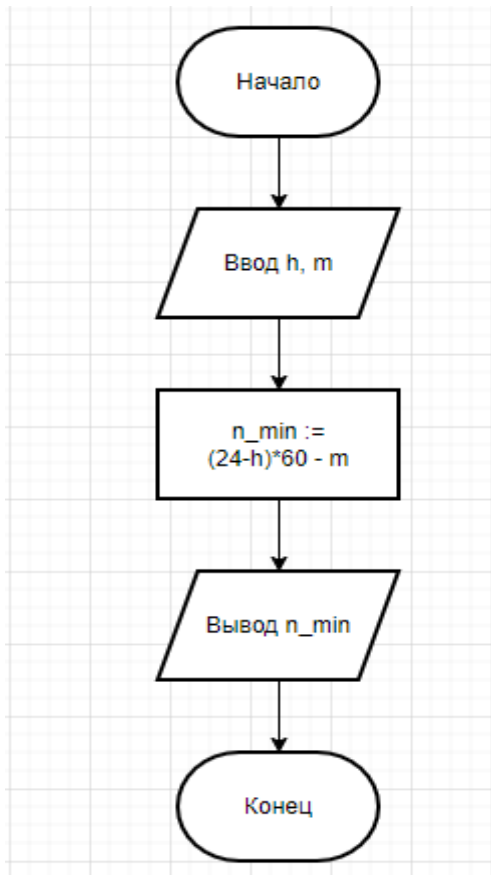 Начало
Ввод h, m
n_min :=
(24-h)*60 - m
Вывод n_min
Конец